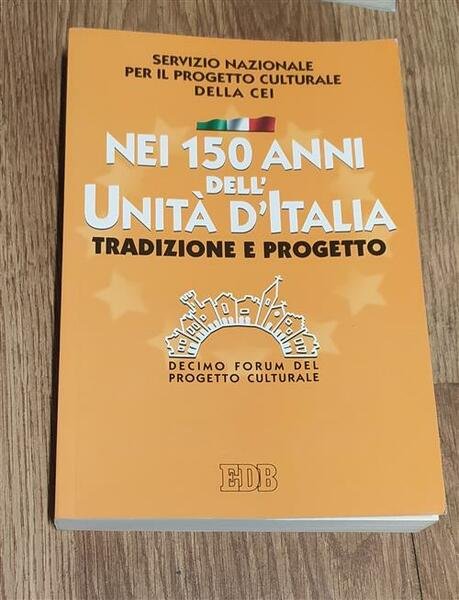 SERVIZIO NAZIONALE
PER IL PROGETTO CULTURALE
DELLA CEI
NEI 150 ANNI
DELL'
UNITÀ D'ITALIA
TRADIZIONE E PROGETTO
DECIMO FORUM DEL
PROGETTO CULTURALE
EDB